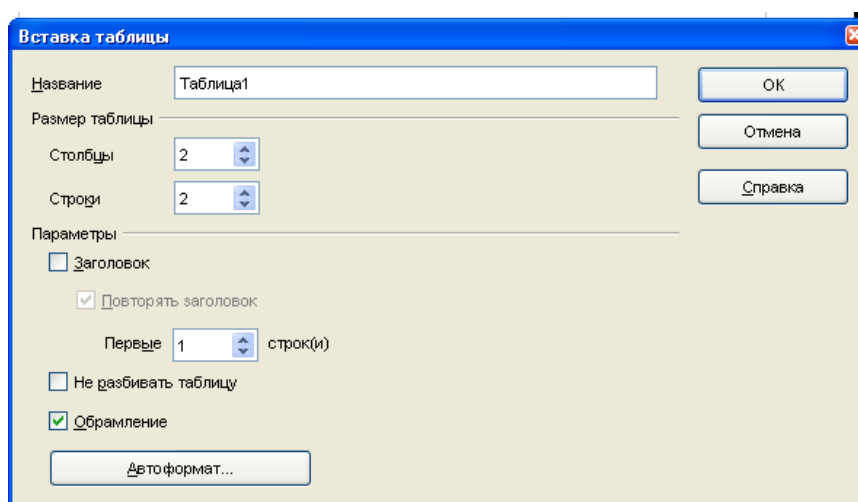 Вставка таблицы
Название Таблица1
OK
Размер таблицы
Отмена
Столбцы 2
Строки 2
Справка
Параметры
Заголовок
Повторять заголовок
Первые 1 строк(и)
Не разбивать таблицу
Обрамление
Автоформат...